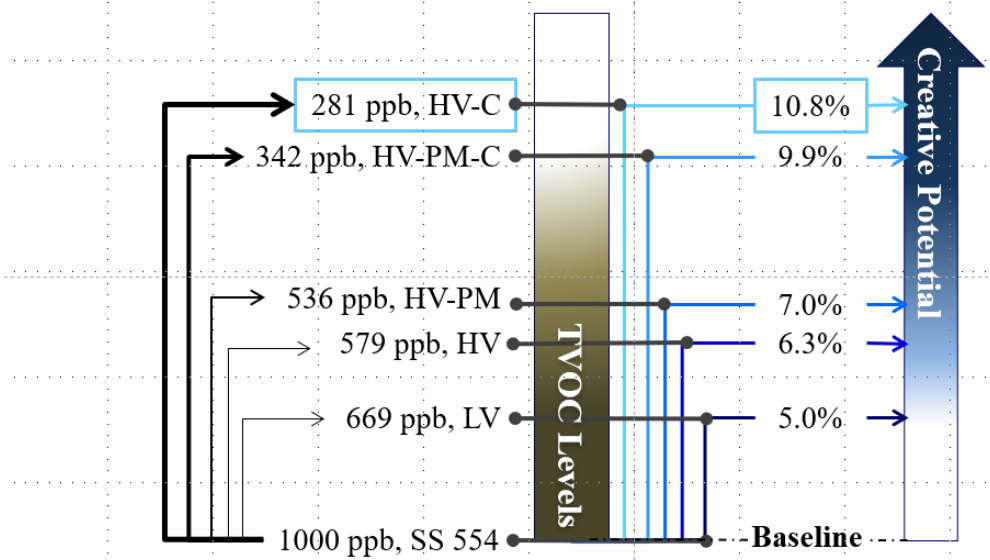 281 ppb, HV-C
10.8%
342 ppb, HV-PM-C
9.9%
536 ppb, HV-PM
7.0%
579 ppb, HV
6.3%
669 ppb, LV
5.0%
1000 ppb, SS 554
Baseline
TVOC Levels
Creative Potential